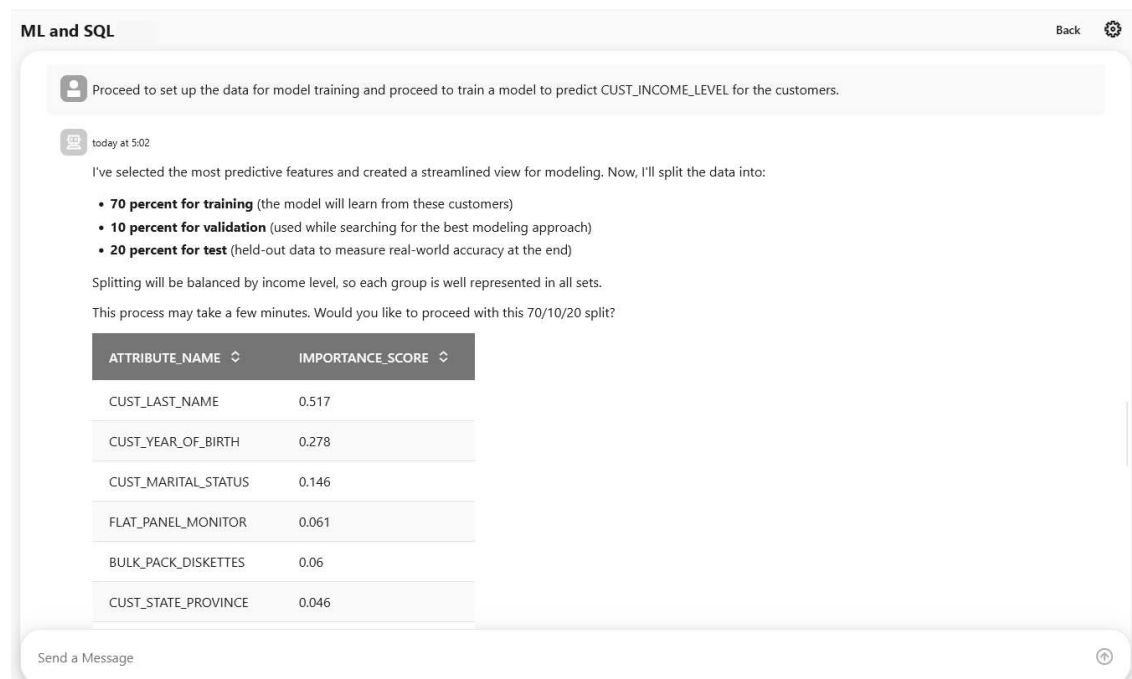 ML and SQL
Back
Proceed to set up the data for model training and proceed to train a model to predict CUST_INCOME_LEVEL for the customers.
today at 5:02
I've selected the most predictive features and created a streamlined view for modeling. Now, I'll split the data into:
• 70 percent for training (the model will learn from these customers)
• 10 percent for validation (used while searching for the best modeling approach)
• 20 percent for test (held-out data to measure real-world accuracy at the end)
Splitting will be balanced by income level, so each group is well represented in all sets.
This process may take a few minutes. Would you like to proceed with this 70/10/20 split?
ATTRIBUTE_NAME IMPORTANCE_SCORE
CUST_LAST_NAME 0.517
CUST_YEAR_OF_BIRTH 0.278
CUST_MARITAL_STATUS 0.146
FLAT_PANEL_MONITOR 0.061
BULK_PACK_DISKETTES 0.06
CUST_STATE_PROVINCE 0.046
Send a Message